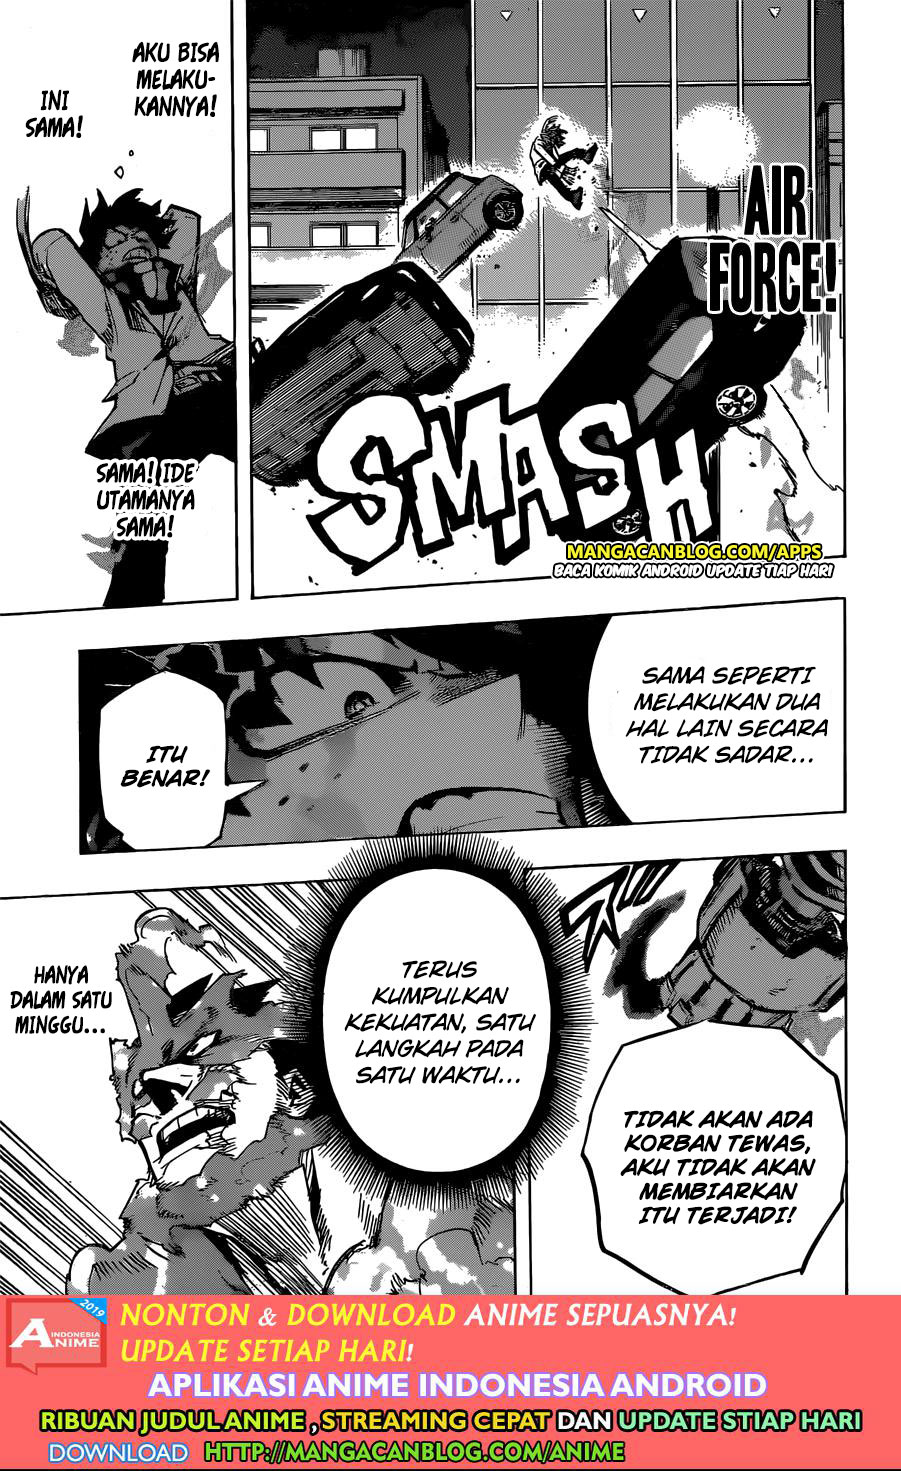 AIR
FORCE!
SMASH
MANGACANBLOG.COM/APPS
BACA KOMIK ANDROID UPDATE TIAP HARI
AKU BISA
MELAKU-
KANNYA!
INI
SAMA!
SAMA! IDE
UTAMANYA
SAMA!
SAMA SEPERTI
MELAKUKAN DUA
HAL LAIN SECARA
TIDAK SADAR...
ITU
BENAR!
TIDAK AKAN ADA
KORBAN TEWAS,
AKU TIDAK AKAN
MEMBIARKAN
ITU TERJADI!
TERUS
KUMPULKAN
KEKUATAN, SATU
LANGKAH PADA
SATU WAKTU...
HANYA
DALAM SATU
MINGGU...
2019
INDONESIA
ANIME
NONTON & DOWNLOAD ANIME SEPUASNYA!
UPDATE SETIAP HARI!
APLIKASI ANIME INDONESIA ANDROID
RIBUAN JUDUL ANIME , STREAMING CEPAT DAN UPDATE STIAP HARI
DOWNLOAD HTTP://MANGACANBLOG.COM/ANIME